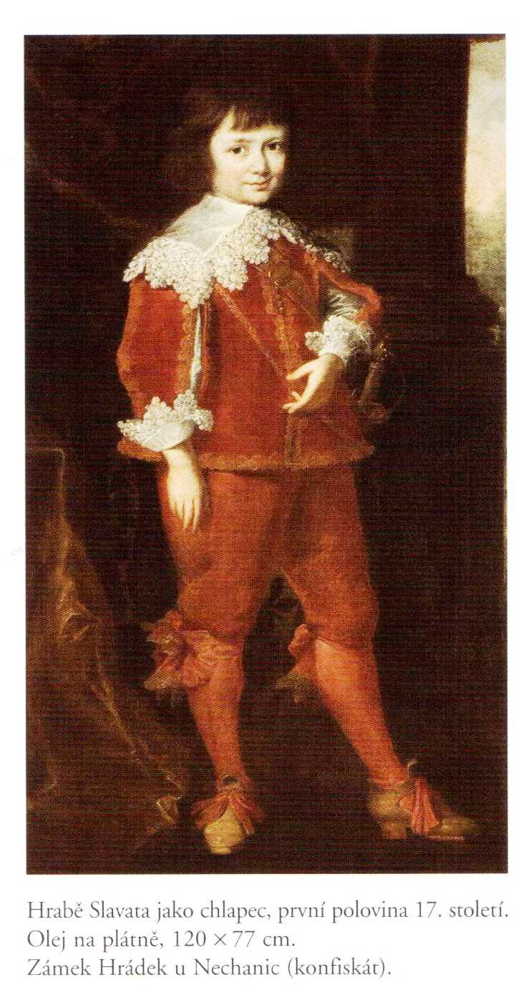 Hrabě Slavata jako chlapec, první polovina 17. století.
Olej na plátně, 120 × 77 cm.
Zámek Hrádek u Nechanic (konfiskát).